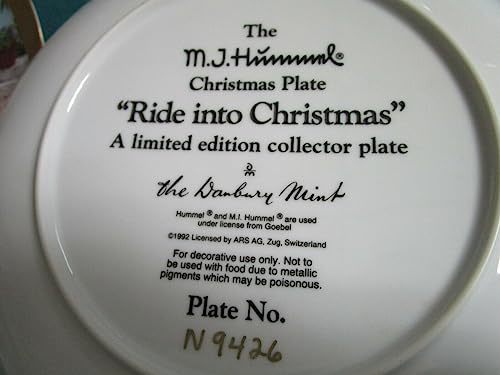 The
M.J. Hummel®
Christmas Plate
“Ride into Christmas”
A limited edition collector plate
DM
the Danbury Mint
Hummel ® and M.I. Hummel ® are used
under license from Goebel
©1992 Licensed by ARS AG, Zug, Switzerland
For decorative use only. Not to
be used with food due to metallic
pigments which may be poisonous.
Plate No.
N9426